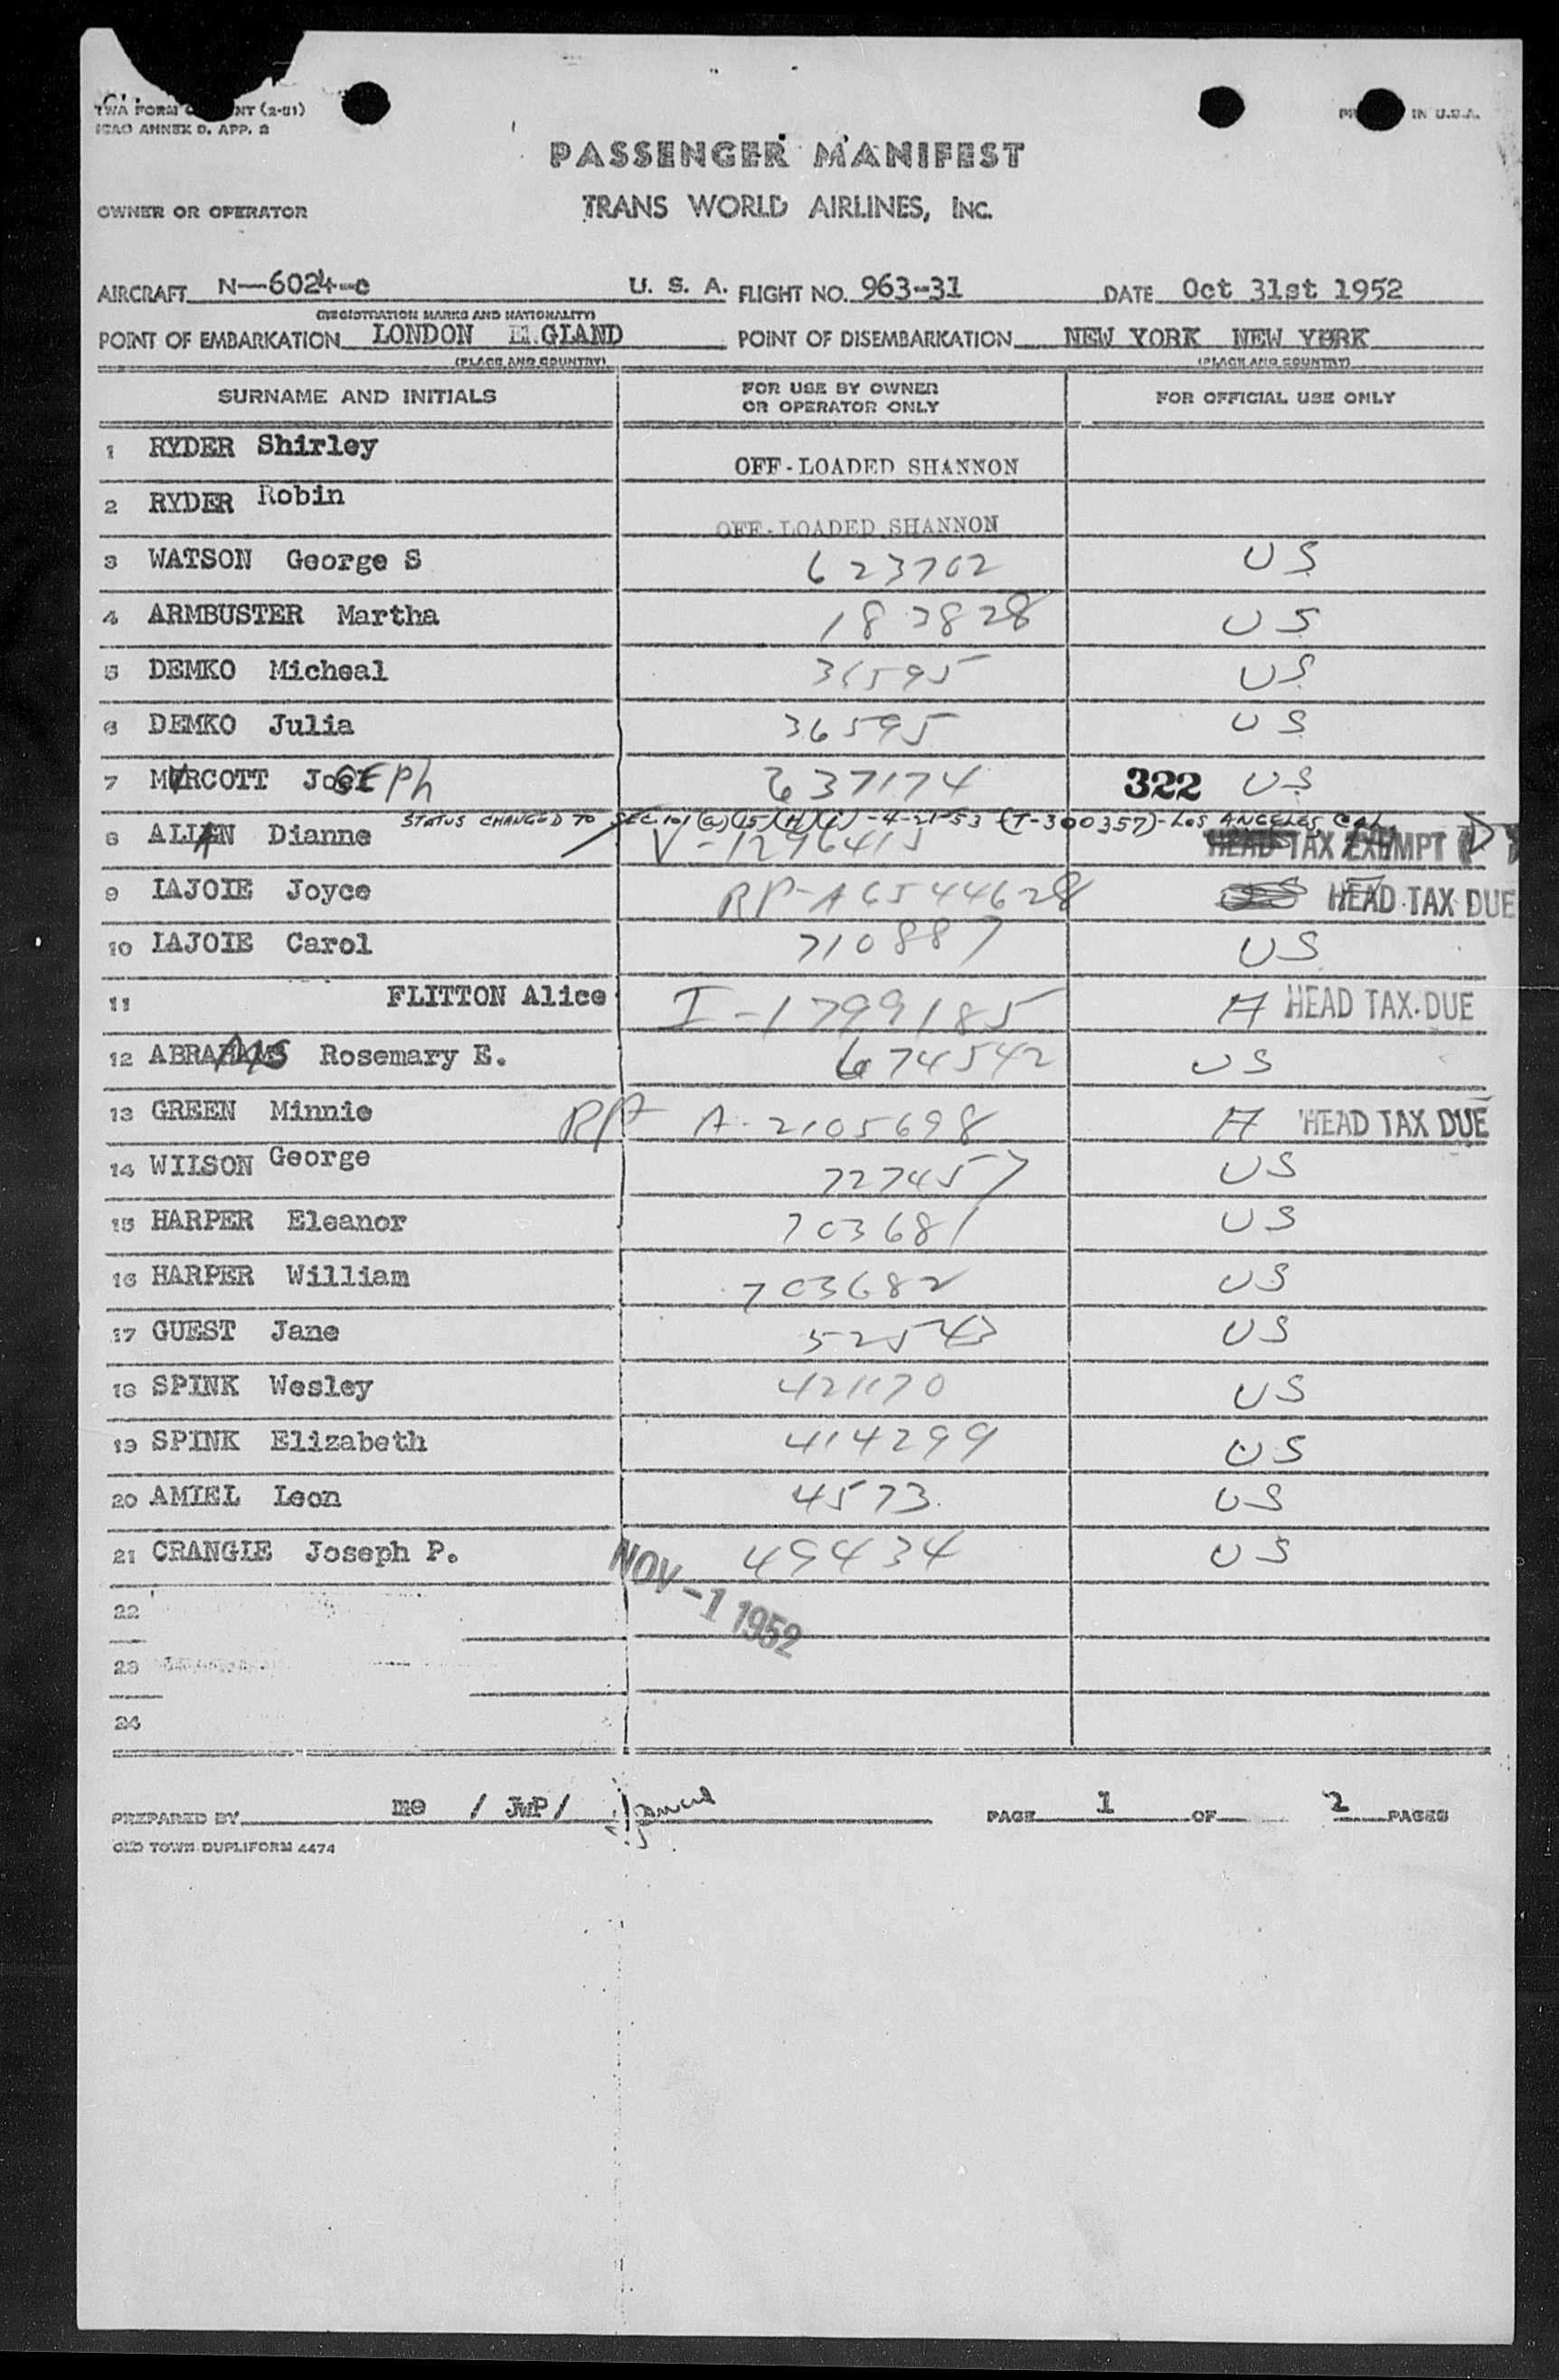 TWA FORM NT (2-51)
ICAO ANNEX 9, APP. 2
IN U.S.A.
PASSENGER MANIFEST
OWNER OR OPERATOR TRANS WORLD AIRLINES, INC.
AIRCRAFT N—6024-c U. S. A. FLIGHT NO. 963-31 DATE Oct 31st 1952
(REGISTRATION MARKS AND NATIONALITY)
POINT OF EMBARKATION LONDON E.GLAND POINT OF DISEMBARKATION NEW YORK NEW YORK
(PLACE AND COUNTRY) (PLACE AND COUNTRY)
SURNAME AND INITIALS FOR USE BY OWNER OR OPERATOR ONLY FOR OFFICIAL USE ONLY
1 RYDER Shirley OFF-LOADED SHANNON
2 RYDER Robin OFF-LOADED SHANNON
3 WATSON George S 623702 US
4 ARMBUSTER Martha 182828 US
5 DEMKO Micheal 36595 US
6 DEMKO Julia 36595 US
7 MURCOTT JosEPh 637174 322 US
STATUS CHANGED TO SEC 101 (a)(15)(H)(i) -4-21-53 (T-300357)-LOS ANGELES Cal
8 ALLAN Dianne V-1296415 HEAD TAX EXEMPT
9 LAJOIE Joyce RP-A6544628 HEAD TAX DUE
10 LAJOIE Carol 710887 US
11 FLITTON Alice I-1799185 A HEAD TAX DUE
12 ABRAHAMS Rosemary E. 674542 US
13 GREEN Minnie RP A-2105698 A HEAD TAX DUE
14 WILSON George 727457 US
15 HARPER Eleanor 703681 US
16 HARPER William 703682 US
17 GUEST Jane 52543 US
18 SPINK Wesley 421170 US
19 SPINK Elizabeth 414299 US
20 AMIEL Leon 4573 US
21 CRANGLE Joseph P. 49434 US
NOV -1 1952
22
23
24
PREPARED BY me / JWP / PAGE 1 OF 2 PAGES
OLD TOWN DUPLIFORM 4474